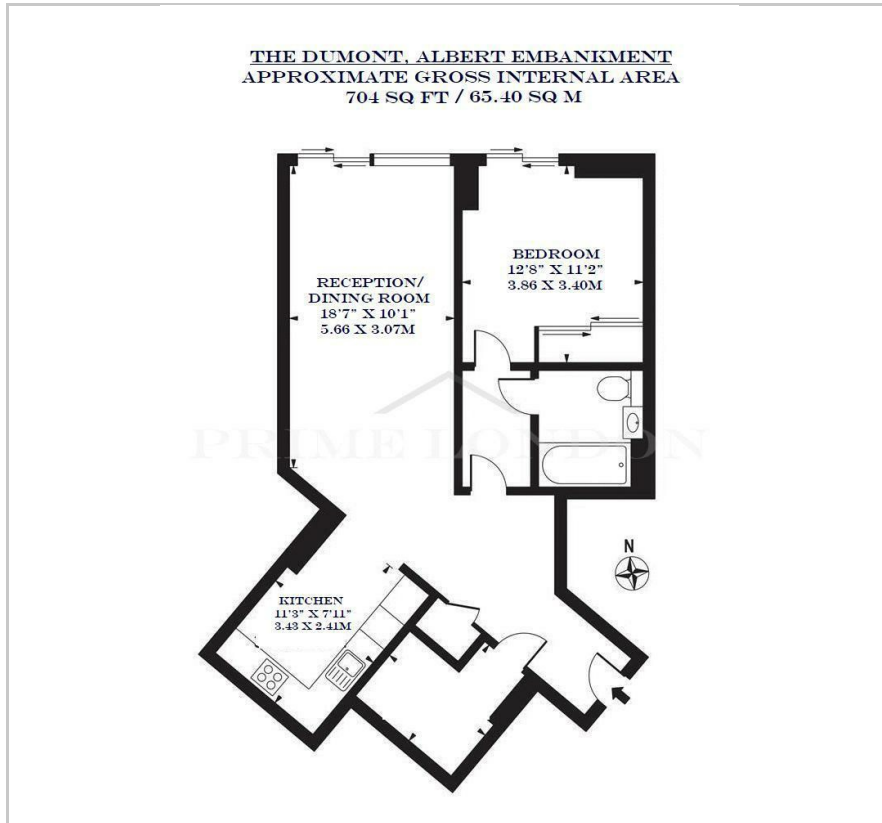 THE DUMONT, ALBERT EMBANKMENT
APPROXIMATE GROSS INTERNAL AREA
704 SQ FT / 65.40 SQ M
BEDROOM
12'8" X 11'2"
3.86 X 3.40M
RECEPTION/
DINING ROOM
18'7" X 10'1"
5.66 X 3.07M
PRIME LONDON
N
KITCHEN
11'3" X 7'11"
3.43 X 2.41M